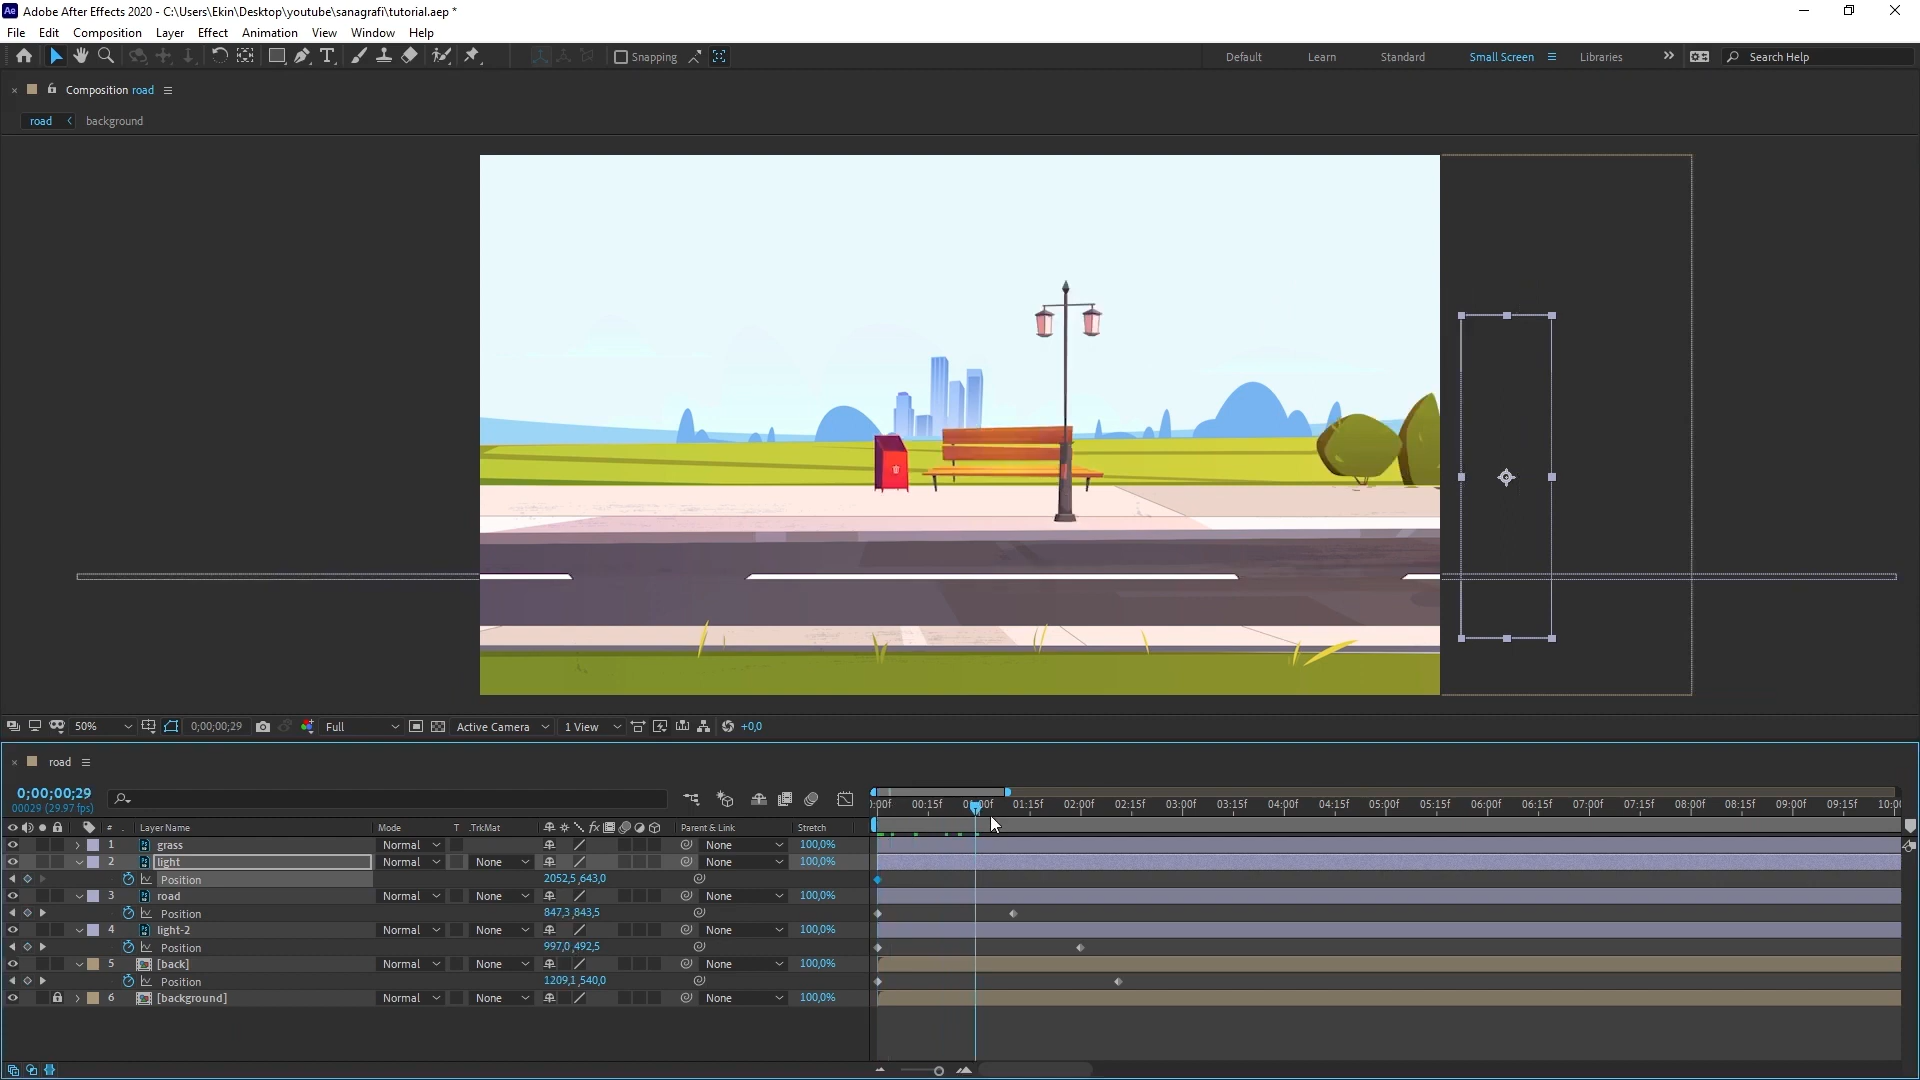 Adobe After Effects 2020 - C:\Users\Ekin\Desktop\youtube\sanagrafi\tutorial.aep *
File Edit Composition Layer Effect Animation View Window Help
Snapping Default Learn Standard Small Screen Libraries Search Help
Composition road
road background
50% 0;00;00;29 Full Active Camera 1 View +0,0
road
0;00;00;29
00029 (29.97 fps)
):00f 00:15f 01:00f 01:15f 02:00f 02:15f 03:00f 03:15f 04:00f 04:15f 05:00f 05:15f 06:00f 06:15f 07:00f 07:15f 08:00f 08:15f 09:00f 09:15f 10:0
# Layer Name Mode T .TrkMat Parent & Link Stretch
1 grass Normal None 100,0%
2 light Normal None None 100,0%
Position 2052,5 ,643,0
3 road Normal None None 100,0%
Position 847,3 ,843,5
4 light-2 Normal None None 100,0%
Position 997,0 ,492,5
5 [back] Normal None None 100,0%
Position 1209,1 ,540,0
6 [background] Normal None None 100,0%